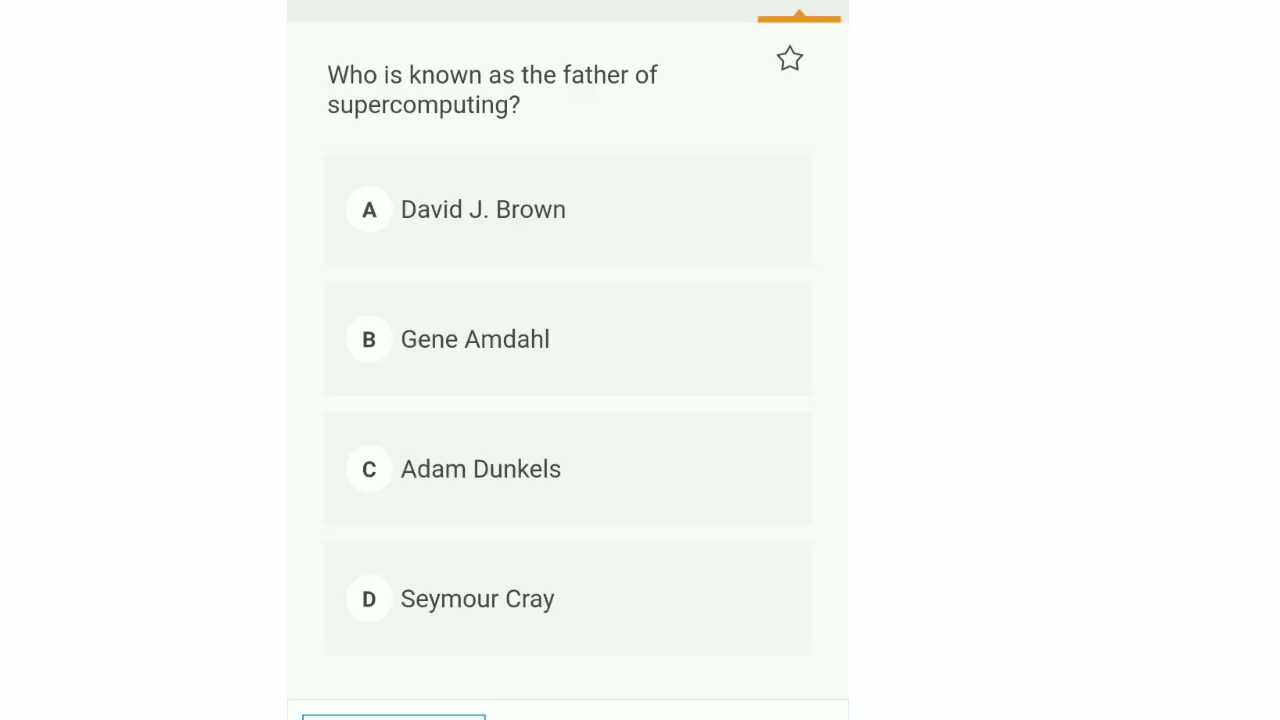 Who is known as the father of
supercomputing?
A David J. Brown
B Gene Amdahl
C Adam Dunkels
D Seymour Cray